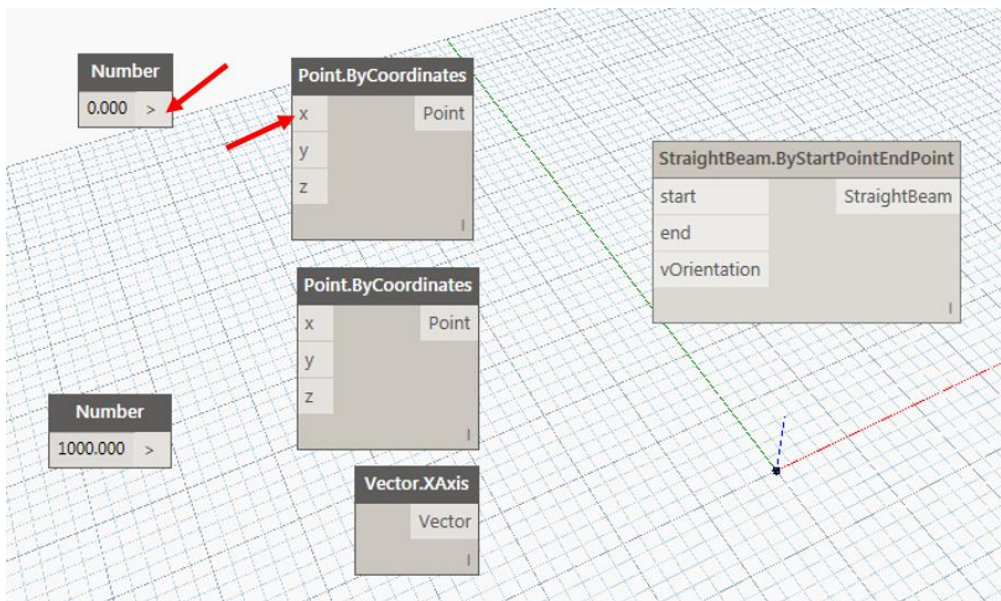 Number
0.000 >
Point.ByCoordinates
x Point
y
z
l
StraightBeam.ByStartPointEndPoint
start StraightBeam
end
vOrientation
l
Point.ByCoordinates
x Point
y
z
l
Number
1000.000 >
Vector.XAxis
Vector
l